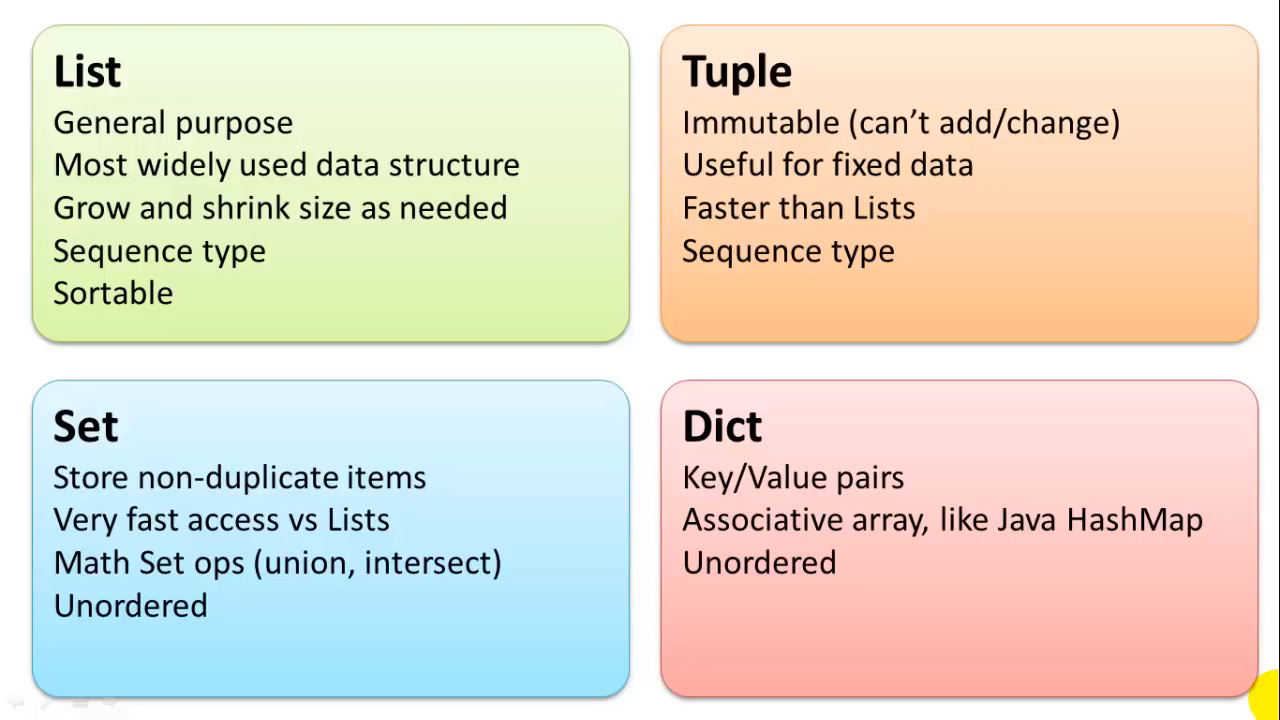 List
General purpose
Most widely used data structure
Grow and shrink size as needed
Sequence type
Sortable
Tuple
Immutable (can’t add/change)
Useful for fixed data
Faster than Lists
Sequence type
Set
Store non-duplicate items
Very fast access vs Lists
Math Set ops (union, intersect)
Unordered
Dict
Key/Value pairs
Associative array, like Java HashMap
Unordered